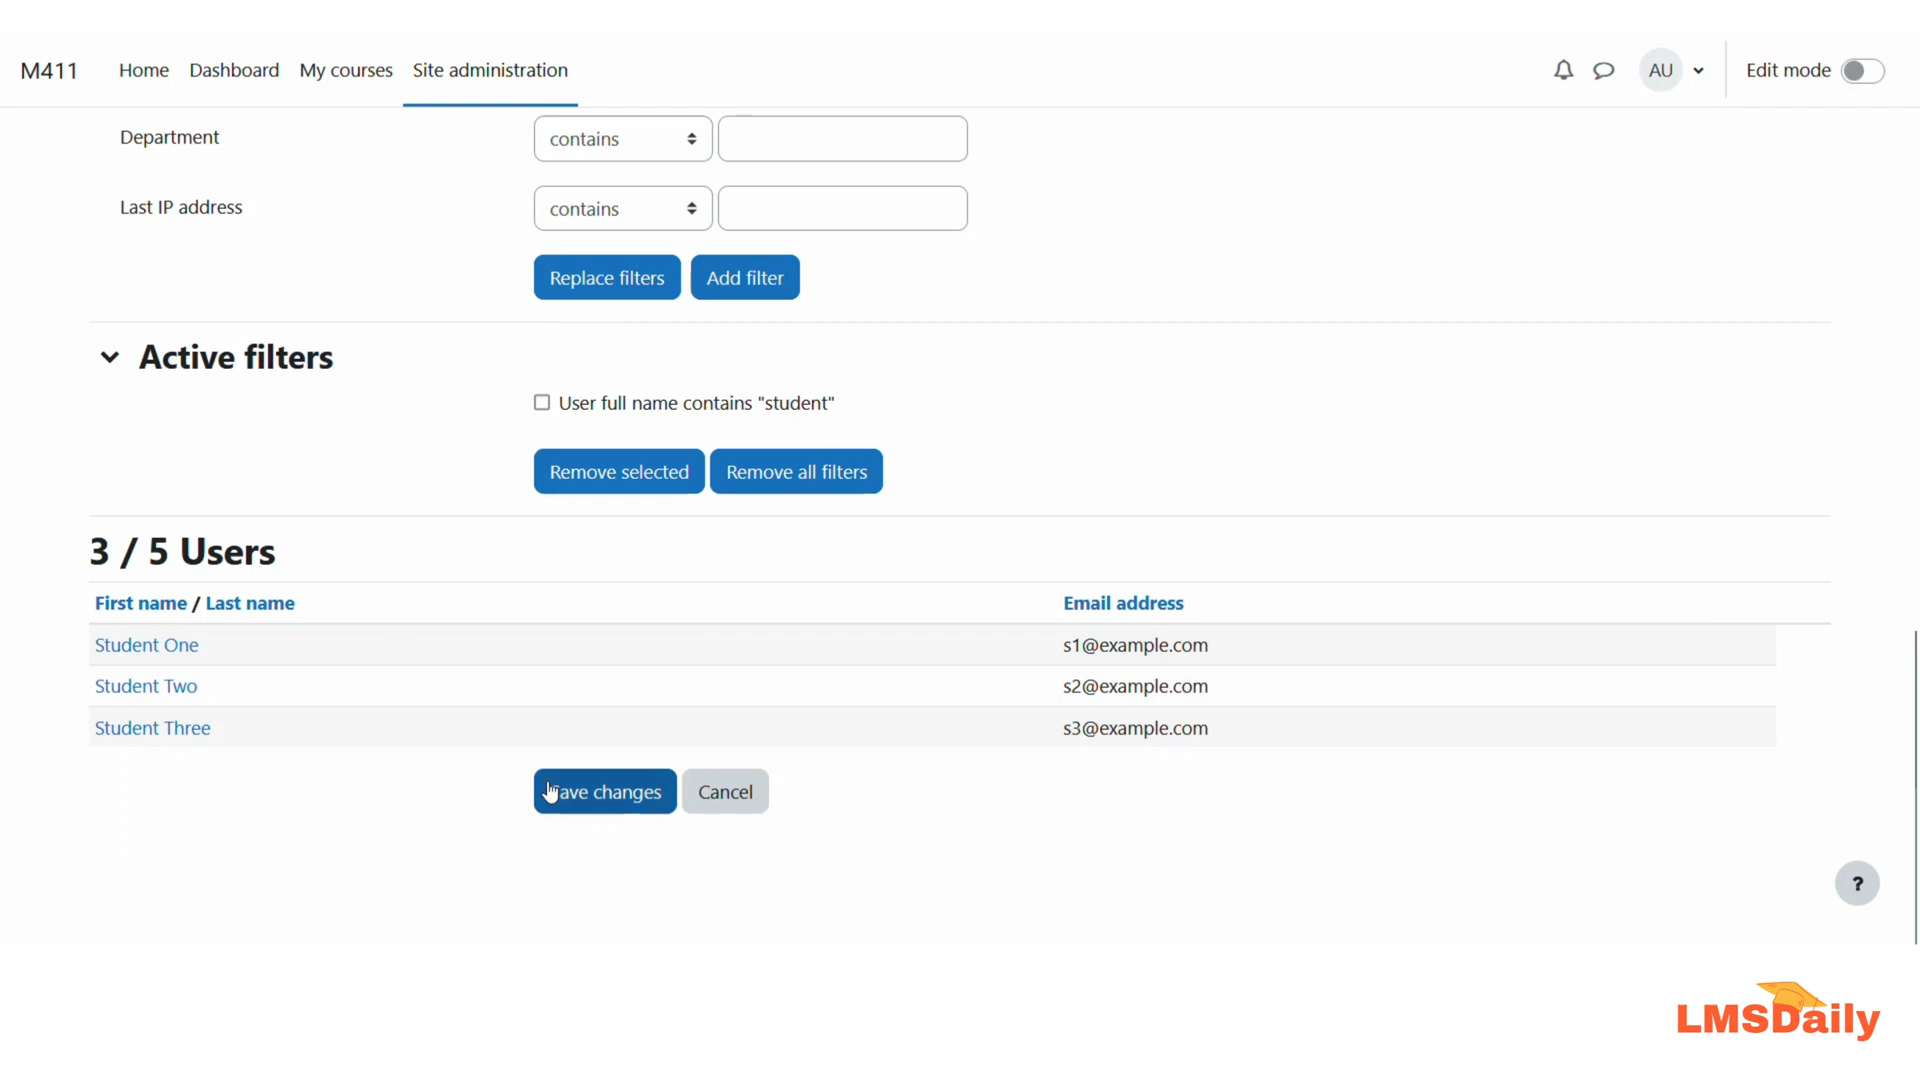 M411 Home Dashboard My courses Site administration AU Edit mode
Department contains
Last IP address contains
Replace filters Add filter
Active filters
User full name contains "student"
Remove selected Remove all filters
3 / 5 Users
First name / Last name Email address
Student One s1@example.com
Student Two s2@example.com
Student Three s3@example.com
ave changes Cancel
?
LMSDaily